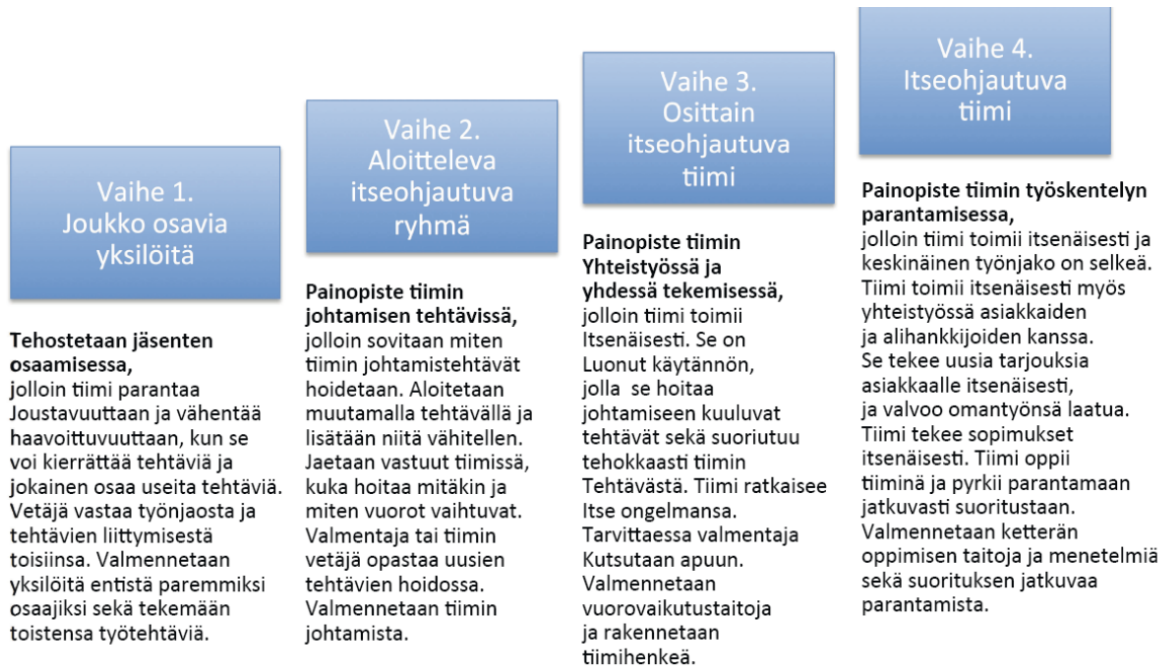 Vaihe 1.
Joukko osavia
yksilöitä
Tehostetaan jäsenten
osaamisessa,
jolloin tiimi parantaa
Joustavuuttaan ja vähentää
haavoittuvuuttaan, kun se
voi kierrättää tehtäviä ja
jokainen osaa useita tehtäviä.
Vetäjä vastaa työnjaosta ja
tehtävien liittymisestä
toisiinsa. Valmennetaan
yksilöitä entistä paremmiksi
osaajiksi sekä tekemään
toistensa työtehtäviä.
Vaihe 2.
Aloitteleva
itseohjautuva
ryhmä
Painopiste tiimin
johtamisen tehtävissä,
jolloin sovitaan miten
tiimin johtamistehtävät
hoidetaan. Aloitetaan
muutamalla tehtävällä ja
lisätään niitä vähitellen.
Jaetaan vastuut tiimissä,
kuka hoitaa mitäkin ja
miten vuorot vaihtuvat.
Valmentaja tai tiimin
vetäjä opastaa uusien
tehtävien hoidossa.
Valmennetaan tiimin
johtamista.
Vaihe 3.
Osittain
itseohjautuva
tiimi
Painopiste tiimin
Yhteistyössä ja
yhdessä tekemisessä,
jolloin tiimi toimii
Itsenäisesti. Se on
Luonut käytännön,
jolla se hoitaa
johtamiseen kuuluvat
tehtävät sekä suoriutuu
tehokkaasti tiimin
Tehtävästä. Tiimi ratkaisee
Itse ongelmansa.
Tarvittaessa valmentaja
Kutsutaan apuun.
Valmennetaan
vuorovaikutustaitoja
ja rakennetaan
tiimihenkeä.
Vaihe 4.
Itseohjautuva
tiimi
Painopiste tiimin työskentelyn
parantamisessa,
jolloin tiimi toimii itsenäisesti ja
keskinäinen työnjako on selkeä.
Tiimi toimii itsenäisesti myös
yhteistyössä asiakkaiden
ja alihankkijoiden kanssa.
Se tekee uusia tarjouksia
asiakkaalle itsenäisesti,
ja valvoo omantyönsä laatua.
Tiimi tekee sopimukset
itsenäisesti. Tiimi oppii
tiiminä ja pyrkii parantamaan
jatkuvasti suoritustaan.
Valmennetaan ketterän
oppimisen taitoja ja menetelmiä
sekä suorituksen jatkuvaa
parantamista.